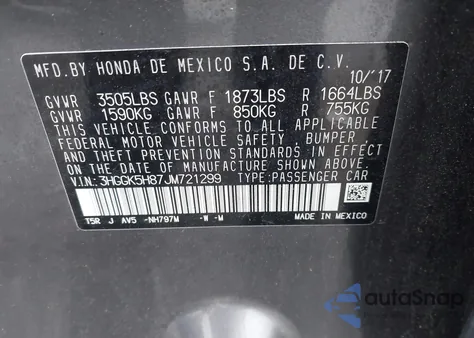 MFD.BY HONDA DE MEXICO S.A. DE C.V.
10/'17
GVWR 3505LBS GAWR F 1873LBS R 1664LBS
GVWR 1590KG GAWR F 850KG R 755KG
THIS VEHICLE CONFORMS TO ALL APPLICABLE
FEDERAL MOTOR VEHICLE SAFETY, BUMPER,
AND THEFT PREVENTION STANDARDS IN EFFECT
ON THE DATE OF MANUFACTURE SHOWN ABOVE.
V.I.N.: 3HGGK5H87JM721299 TYPE:PASSENGER CAR
T5R J AV5 -NH797M -W -M MADE IN MEXICO
autoSnap